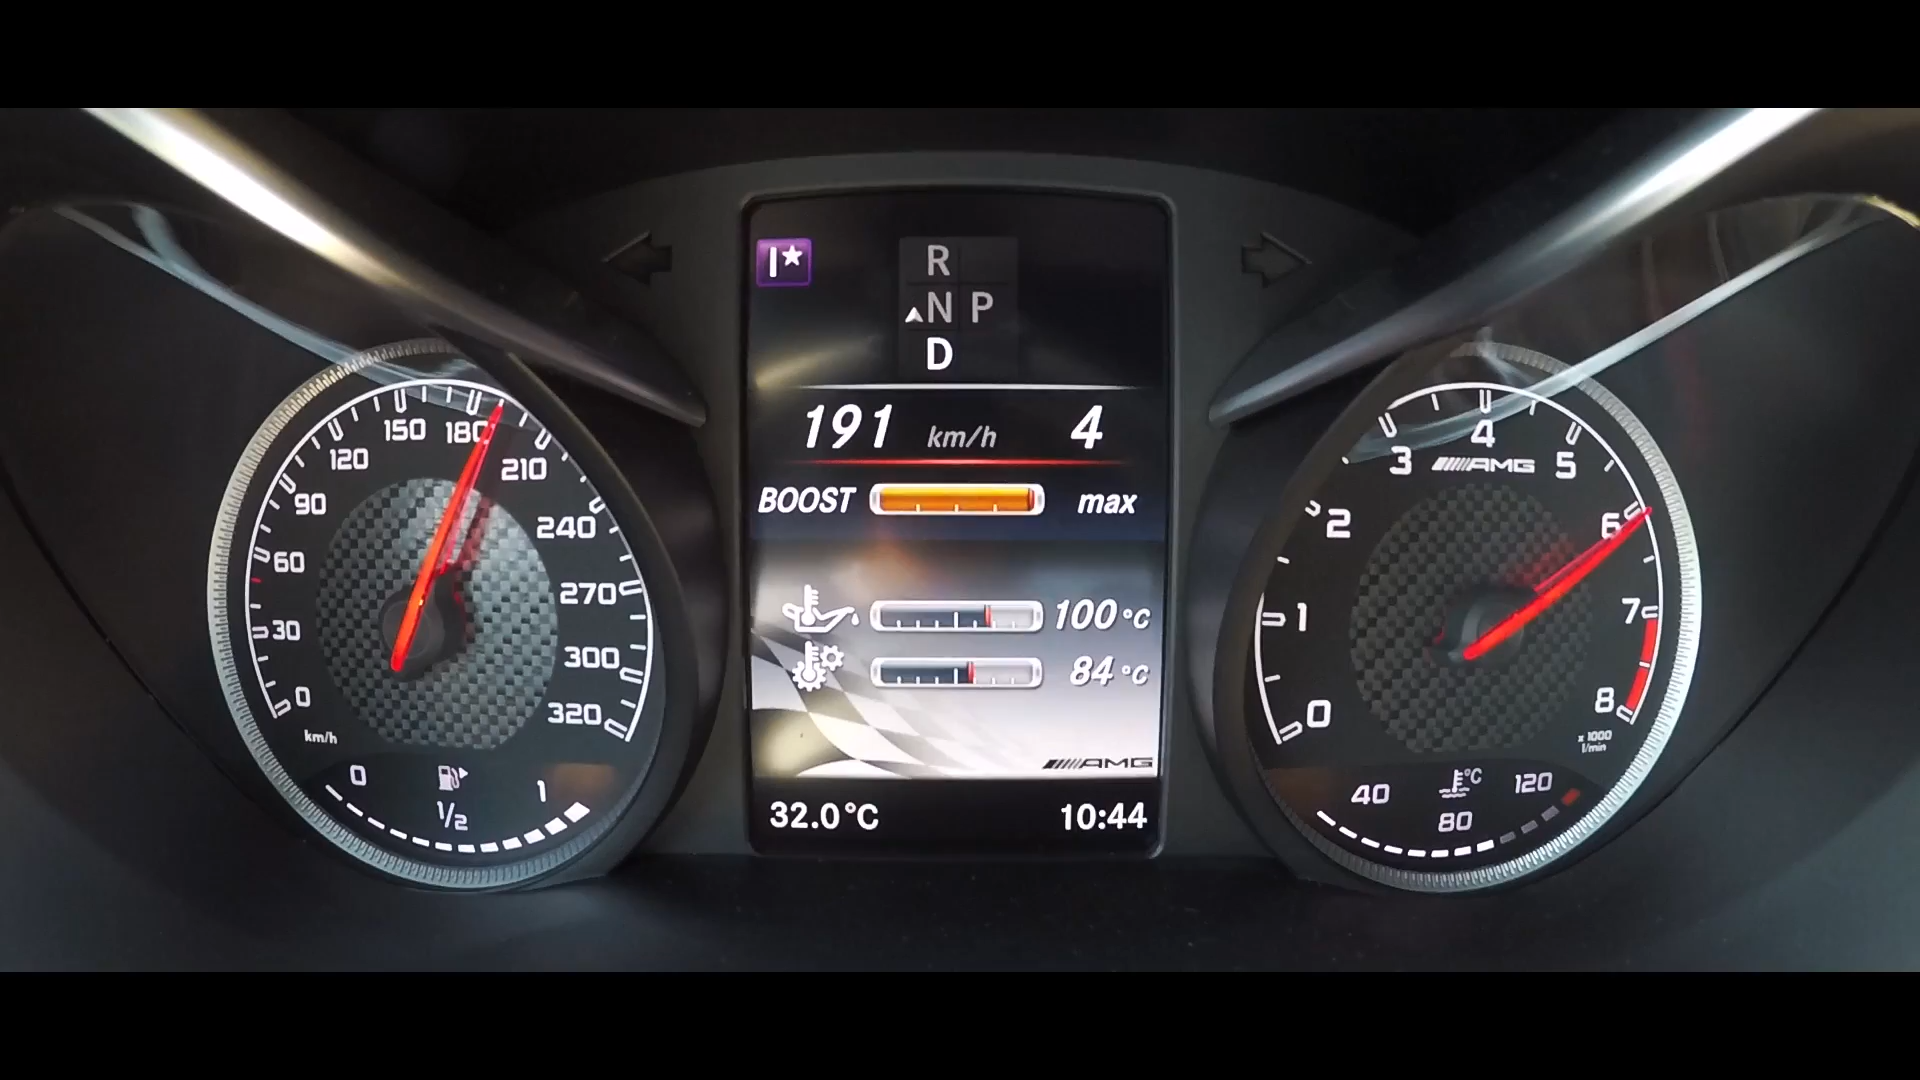 0
30
60
90
120
150
180
210
240
270
300
320
km/h
0
1/2
1
I*
R
N P
D
191 km/h 4
BOOST max
100 °C
84 °C
AMG
32.0°C 10:44
0
1
2
3
4
5
6
7
8
AMG
x 1000
1/min
40
80
°C
120